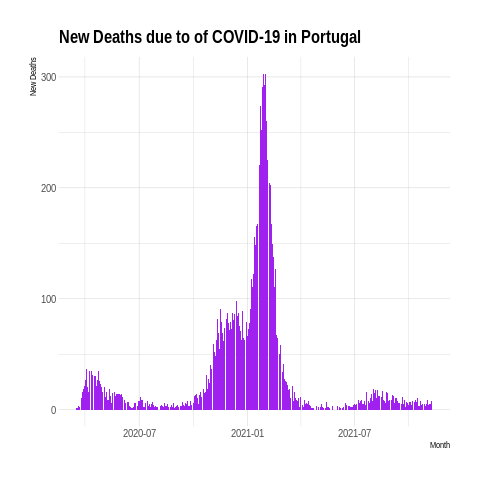 New Deaths due to of COVID-19 in Portugal
New Deaths
300
200
100
0
2020-07
2021-01
2021-07
Month